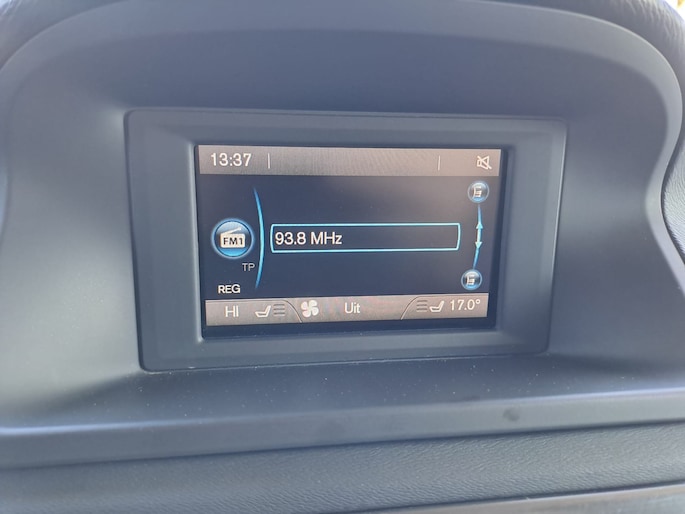 13:37
FM1
93.8 MHz
TP
REG
HI
Uit
17.0°